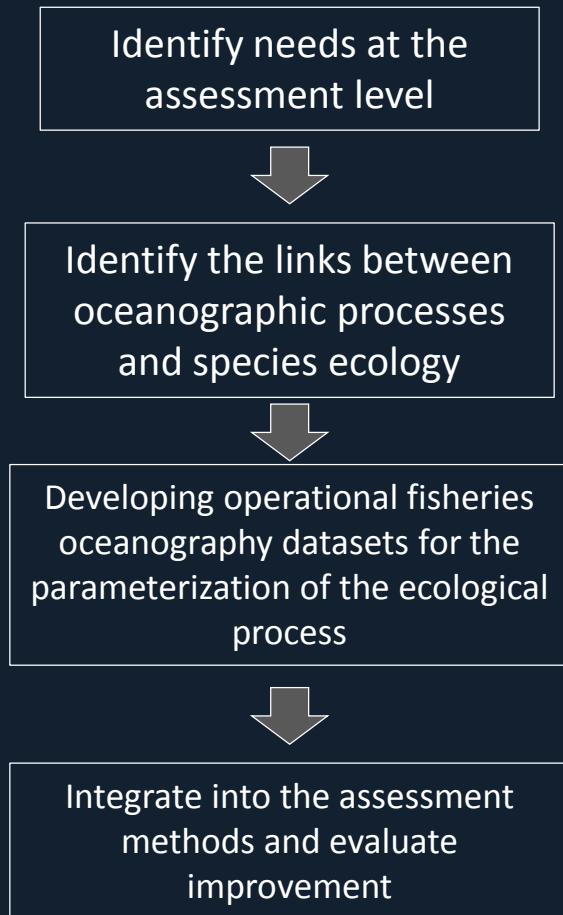 Identify needs at the
assessment level
Identify the links between
oceanographic processes
and species ecology
Developing operational fisheries
oceanography datasets for the
parameterization of the ecological
process
Integrate into the assessment
methods and evaluate
improvement